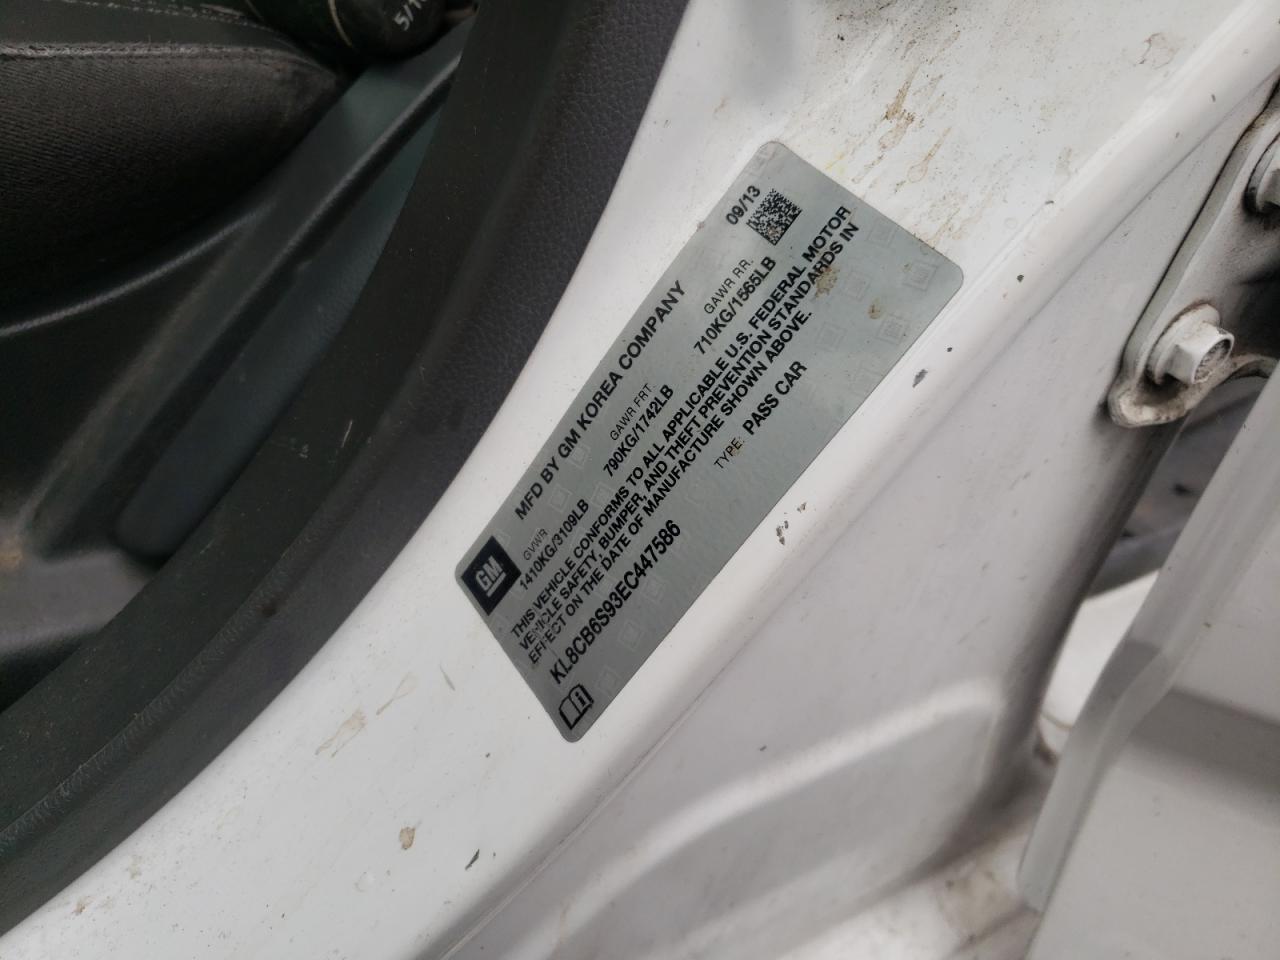 5/1
09/13
MFD BY GM KOREA COMPANY
GM
GVWR GAWR FRT GAWR RR.
1410KG/3109LB 790KG/1742LB 710KG/1565LB
THIS VEHICLE CONFORMS TO ALL APPLICABLE U.S. FEDERAL MOTOR
VEHICLE SAFETY, BUMPER, AND THEFT PREVENTION STANDARDS IN
EFFECT ON THE DATE OF MANUFACTURE SHOWN ABOVE.
KL8CB6S93EC447586 TYPE: PASS CAR
i